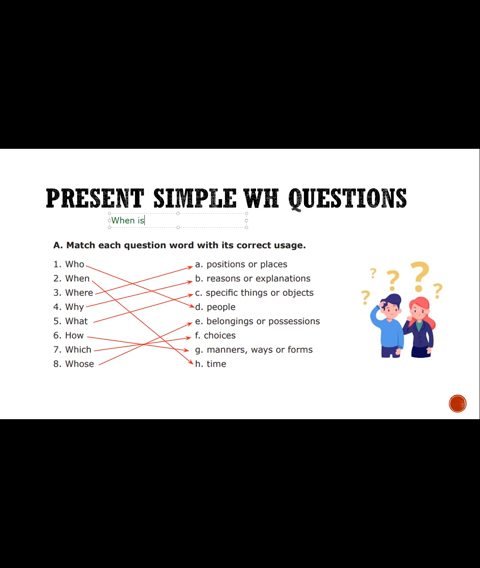 PRESENT SIMPLE WH QUESTIONS
When is
A. Match each question word with its correct usage.
1. Who
2. When
3. Where
4. Why
5. What
6. How
7. Which
8. Whose
a. positions or places
b. reasons or explanations
c. specific things or objects
d. people
e. belongings or possessions
f. choices
g. manners, ways or forms
h. time
? ? ? ? ?